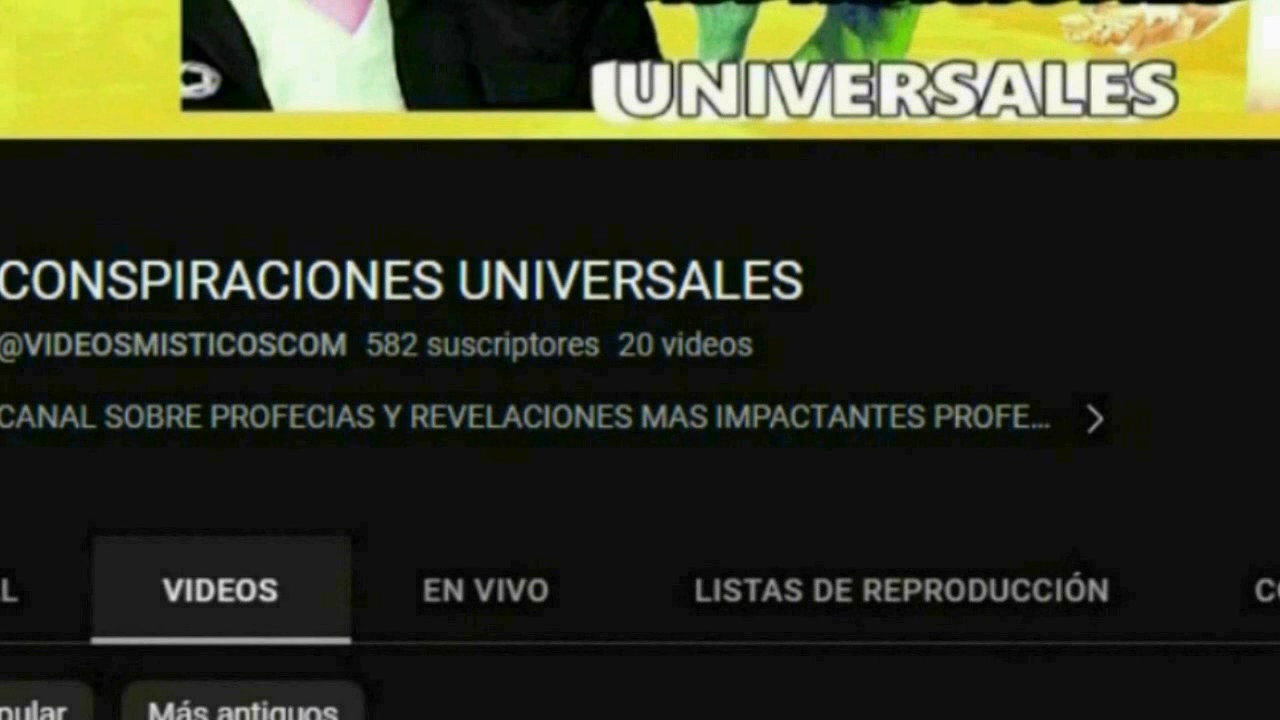 UNIVERSALES
CONSPIRACIONES UNIVERSALES
@VIDEOSMISTICOSCOM 582 suscriptores 20 videos
CANAL SOBRE PROFECIAS Y REVELACIONES MAS IMPACTANTES PROFE...
VIDEOS EN VIVO LISTAS DE REPRODUCCIÓN
Más antiguos